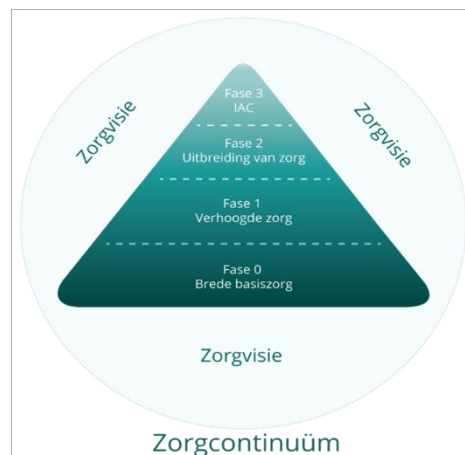 Zorgvisie
Zorgvisie
Fase 3
IAC
Fase 2
Uitbreiding van zorg
Fase 1
Verhoogde zorg
Fase 0
Brede basiszorg
Zorgvisie
Zorgcontinuüm